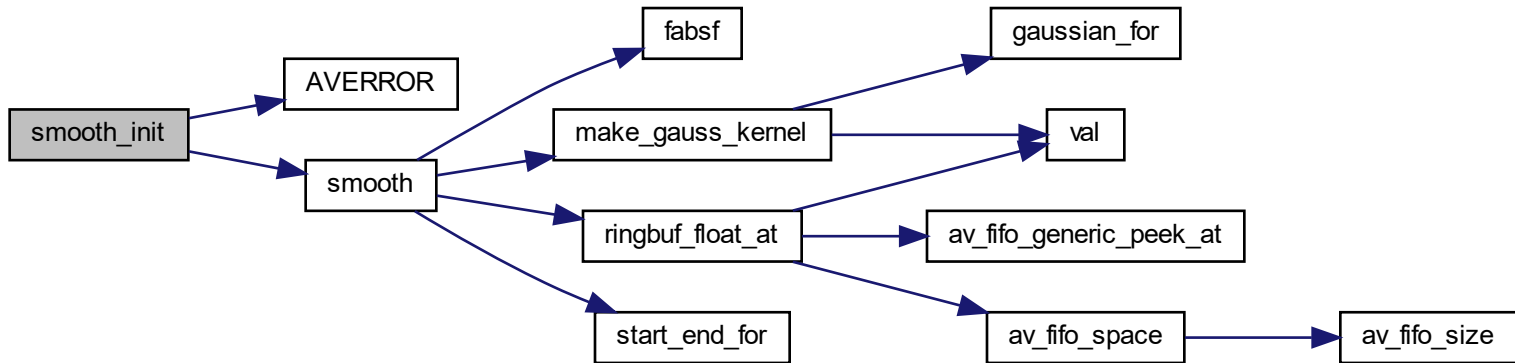 smooth_init
AVERROR
smooth
fabsf
make_gauss_kernel
ringbuf_float_at
start_end_for
gaussian_for
val
av_fifo_generic_peek_at
av_fifo_space
av_fifo_size